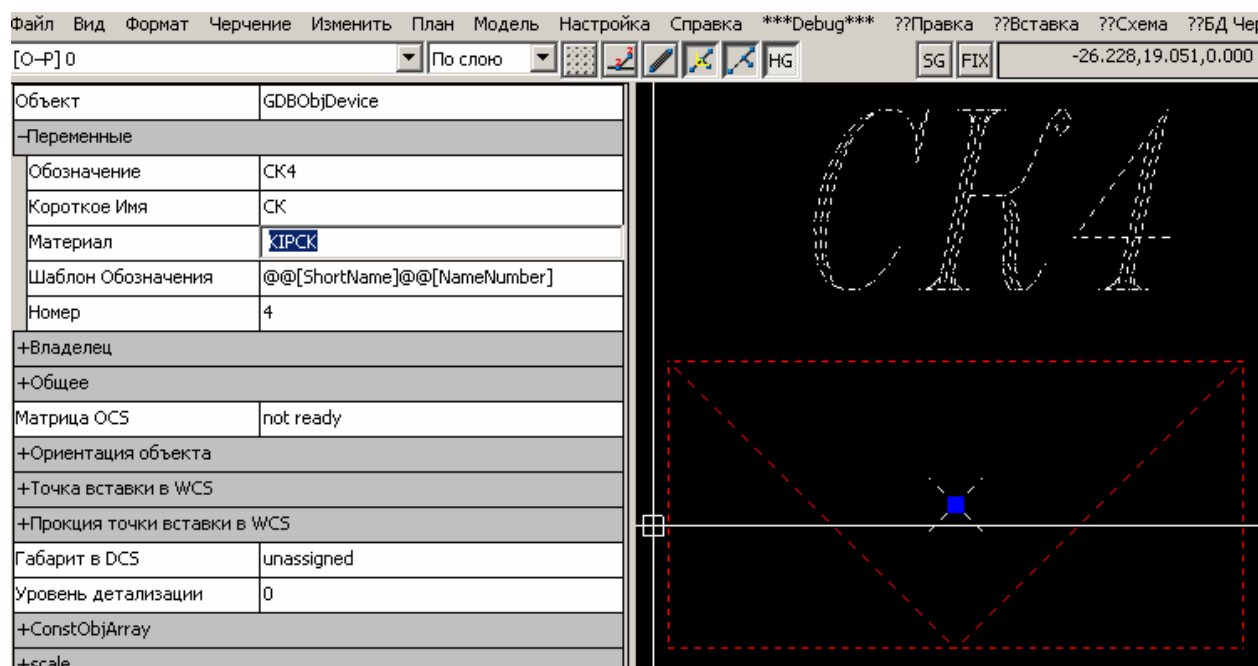 Файл Вид Формат Черчение Изменить План Модель Настройка Справка ***Debug*** ??Правка ??Вставка ??Схема ??БД Чер
[O–P] 0 По слою HG SG FIX -26.228,19.051,0.000
Объект GDBObjDevice
–Переменные
Обозначение СК4
Короткое Имя СК
Материал KIPCK
Шаблон Обозначения @@[ShortName]@@[NameNumber]
Номер 4
+Владелец
+Общее
Матрица OCS not ready
+Ориентация объекта
+Точка вставки в WCS
+Прокция точки вставки в WCS
Габарит в DCS unassigned
Уровень детализации 0
+ConstObjArray
+scale
СК4